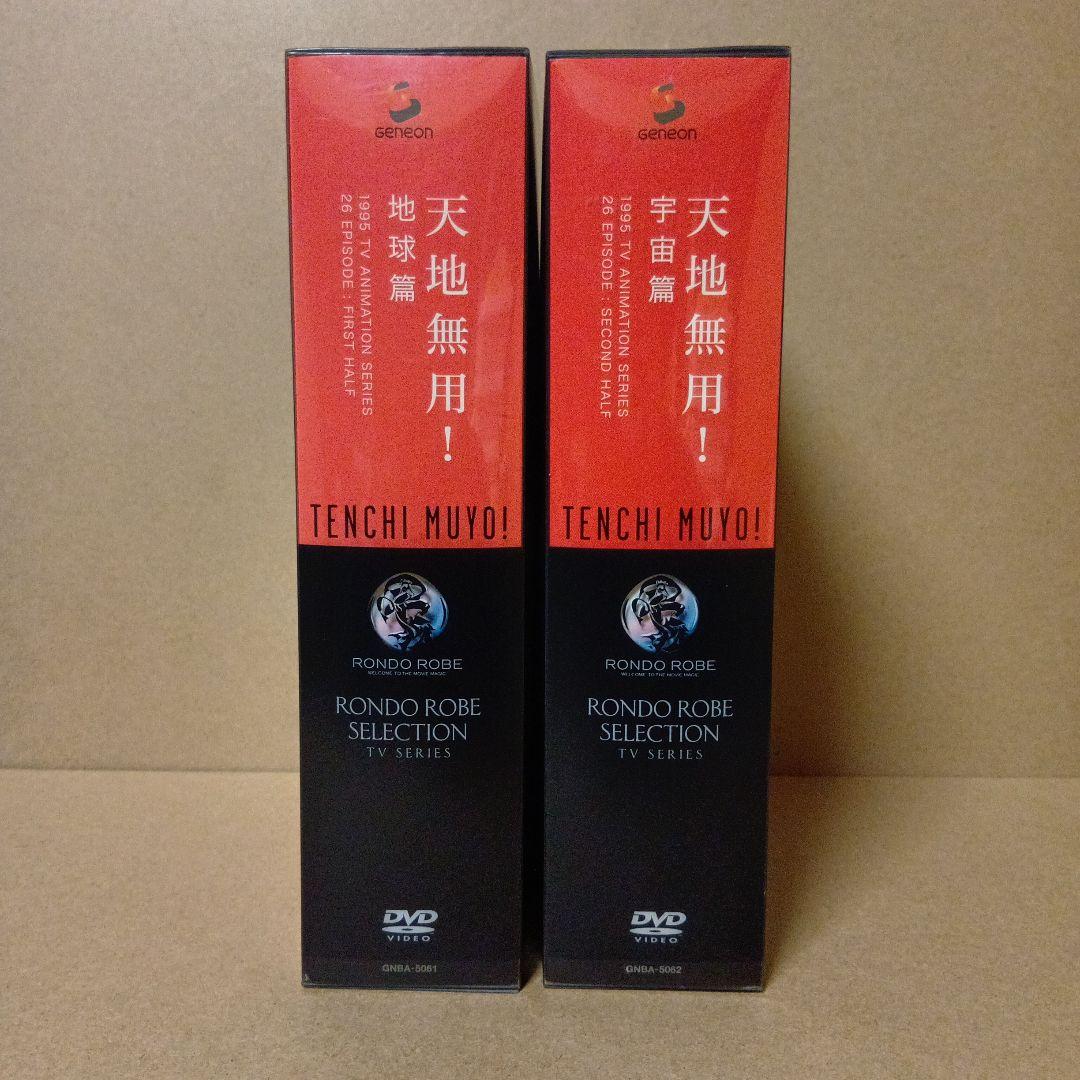 Geneon
天地無用!
地球篇
1995 TV ANIMATION SERIES
26 EPISODE : FIRST HALF
TENCHI MUYO!
RONDO ROBE
WELCOME TO THE MOVIE MAGIC
RONDO ROBE
SELECTION
TV SERIES
DVD
VIDEO
GNBA-5061
Geneon
天地無用!
宇宙篇
1995 TV ANIMATION SERIES
26 EPISODE : SECOND HALF
TENCHI MUYO!
RONDO ROBE
WELCOME TO THE MOVIE MAGIC
RONDO ROBE
SELECTION
TV SERIES
DVD
VIDEO
GNBA-5062